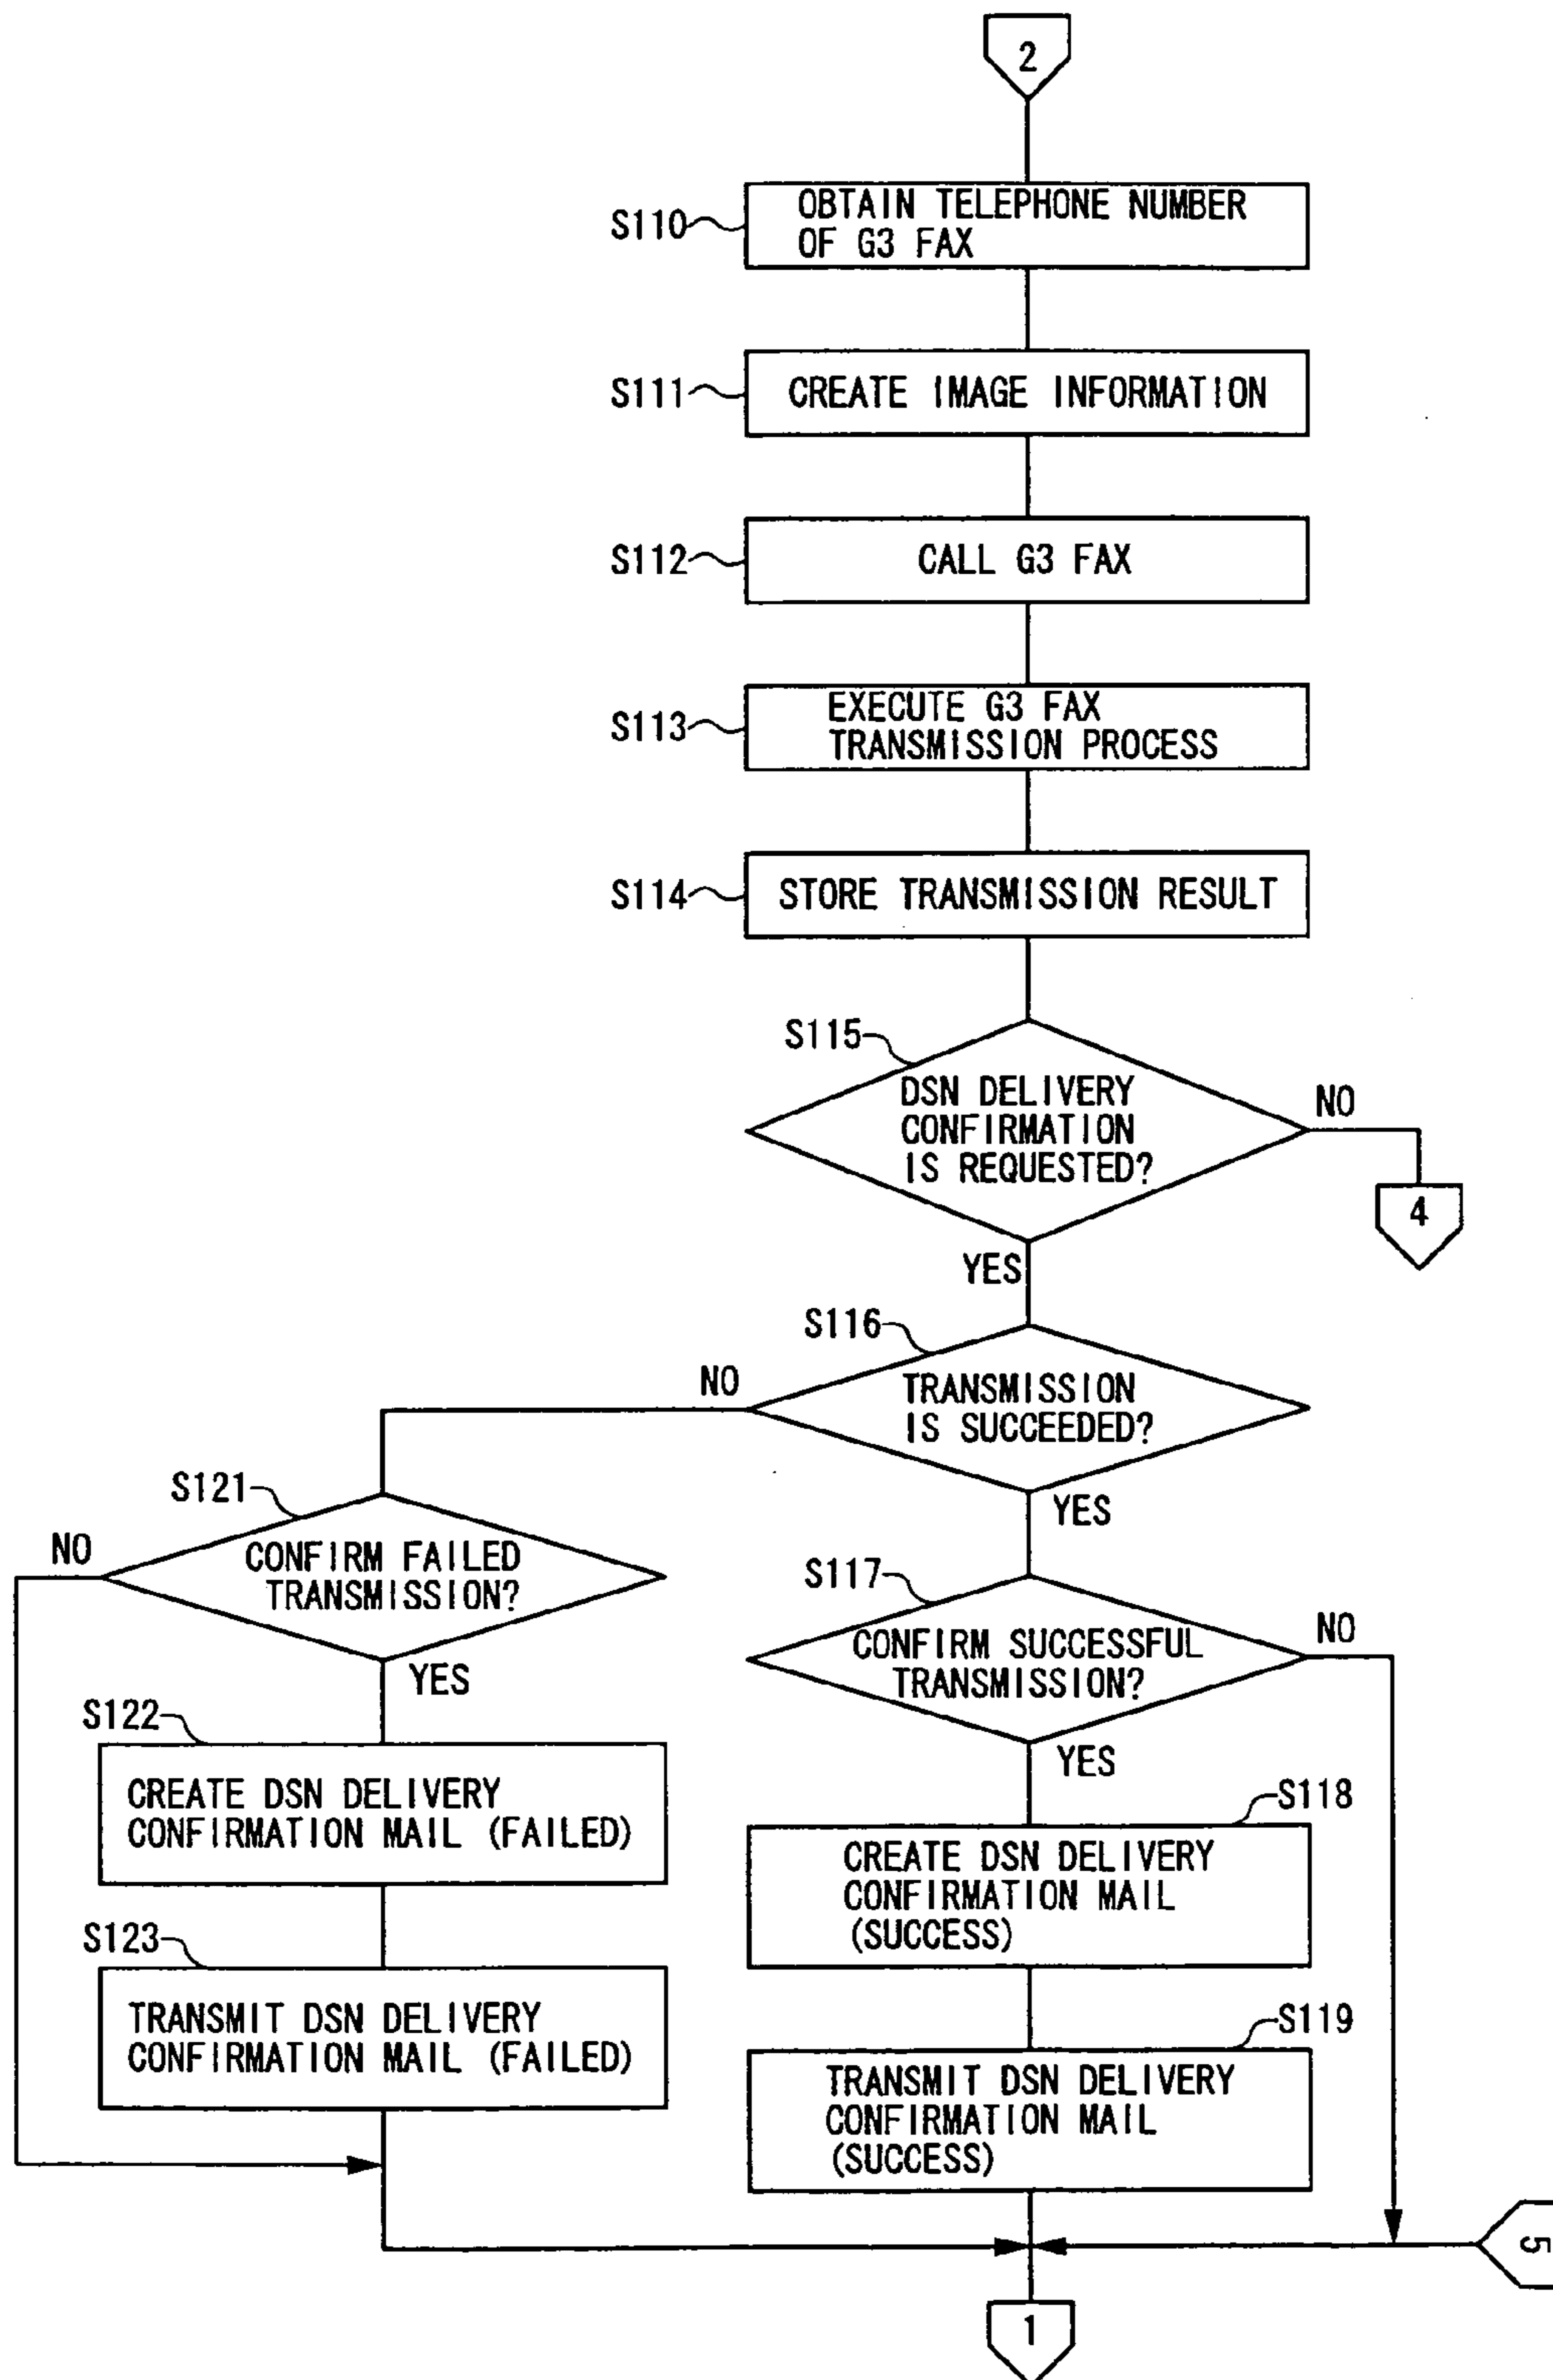 2
S110
OBTAIN TELEPHONE NUMBER
OF G3 FAX
S111
CREATE IMAGE INFORMATION
S112
CALL G3 FAX
S113
EXECUTE G3 FAX
TRANSMISSION PROCESS
S114
STORE TRANSMISSION RESULT
S115
DSN DELIVERY
CONFIRMATION
IS REQUESTED?
NO
4
YES
S116
TRANSMISSION
IS SUCCEEDED?
NO
YES
S121
CONFIRM FAILED
TRANSMISSION?
NO
YES
S117
CONFIRM SUCCESSFUL
TRANSMISSION?
NO
YES
S122
CREATE DSN DELIVERY
CONFIRMATION MAIL (FAILED)
S118
CREATE DSN DELIVERY
CONFIRMATION MAIL
(SUCCESS)
S123
TRANSMIT DSN DELIVERY
CONFIRMATION MAIL (FAILED)
S119
TRANSMIT DSN DELIVERY
CONFIRMATION MAIL
(SUCCESS)
5
1